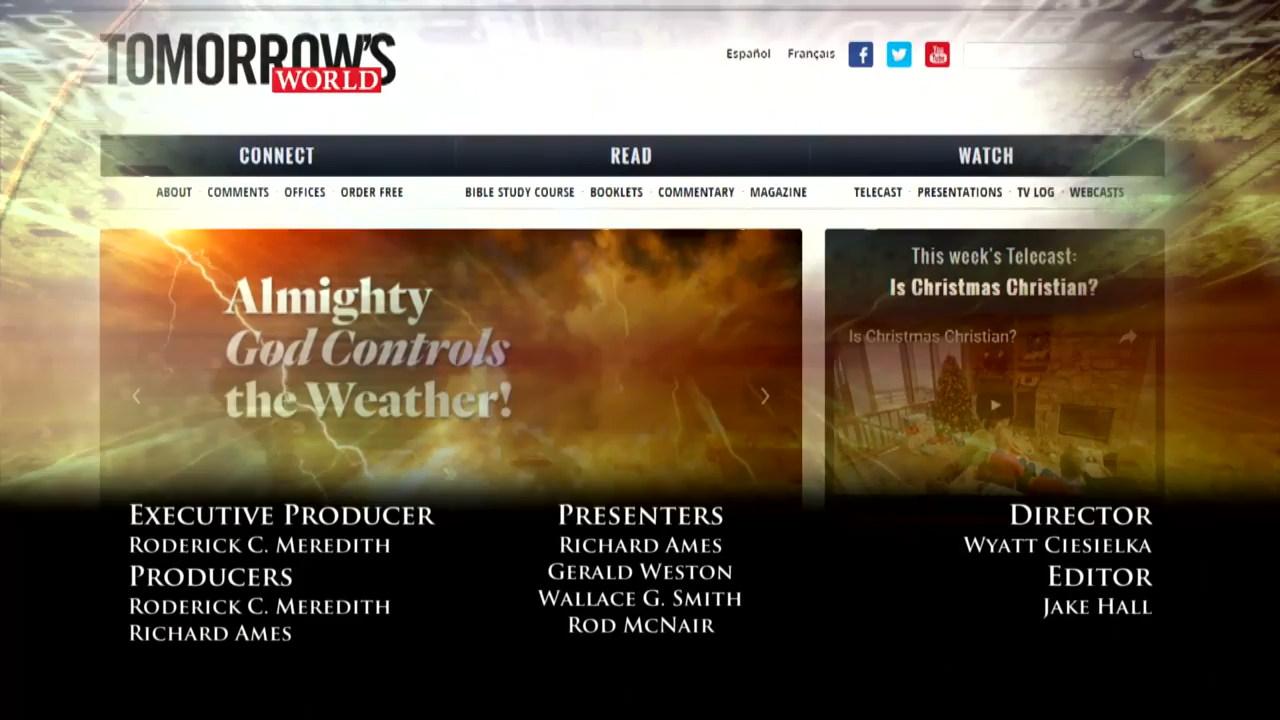 TOMORROW'S
WORLD
Español Français
You Tube
CONNECT READ WATCH
ABOUT · COMMENTS · OFFICES · ORDER FREE
BIBLE STUDY COURSE · BOOKLETS · COMMENTARY · MAGAZINE
TELECAST · PRESENTATIONS · TV LOG · WEBCASTS
Almighty
God Controls
the Weather!
This week's Telecast:
Is Christmas Christian?
Is Christmas Christian?
EXECUTIVE PRODUCER
RODERICK C. MEREDITH
PRODUCERS
RODERICK C. MEREDITH
RICHARD AMES
PRESENTERS
RICHARD AMES
GERALD WESTON
WALLACE G. SMITH
ROD MCNAIR
DIRECTOR
WYATT CIESIELKA
EDITOR
JAKE HALL